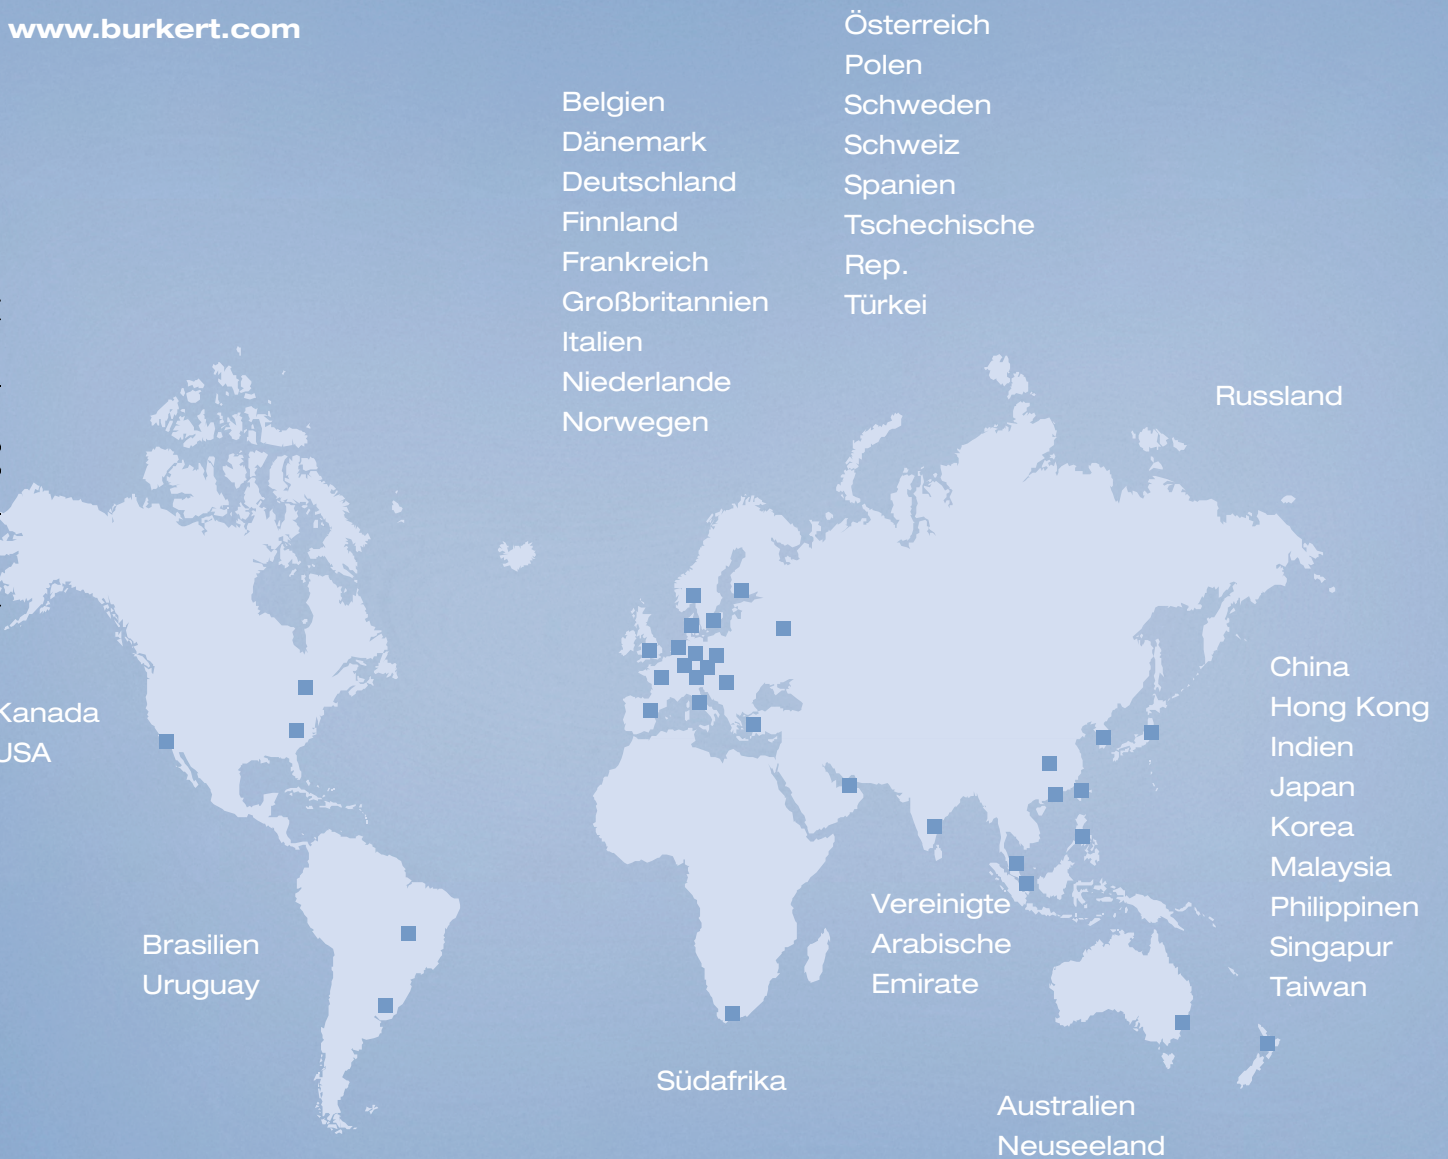 www.burkert.com
Belgien
Dänemark
Deutschland
Finnland
Frankreich
Großbritannien
Italien
Niederlande
Norwegen
Österreich
Polen
Schweden
Schweiz
Spanien
Tschechische
Rep.
Türkei
Russland
Kanada
USA
China
Hong Kong
Indien
Japan
Korea
Malaysia
Philippinen
Singapur
Taiwan
Brasilien
Uruguay
Vereinigte
Arabische
Emirate
Südafrika
Australien
Neuseeland